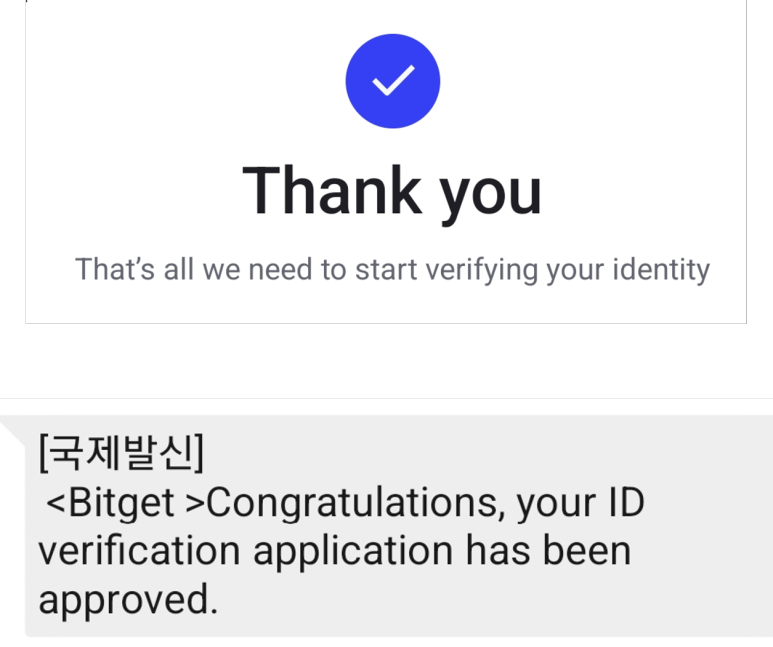 Thank you
That’s all we need to start verifying your identity
[국제발신]
<Bitget >Congratulations, your ID
verification application has been
approved.